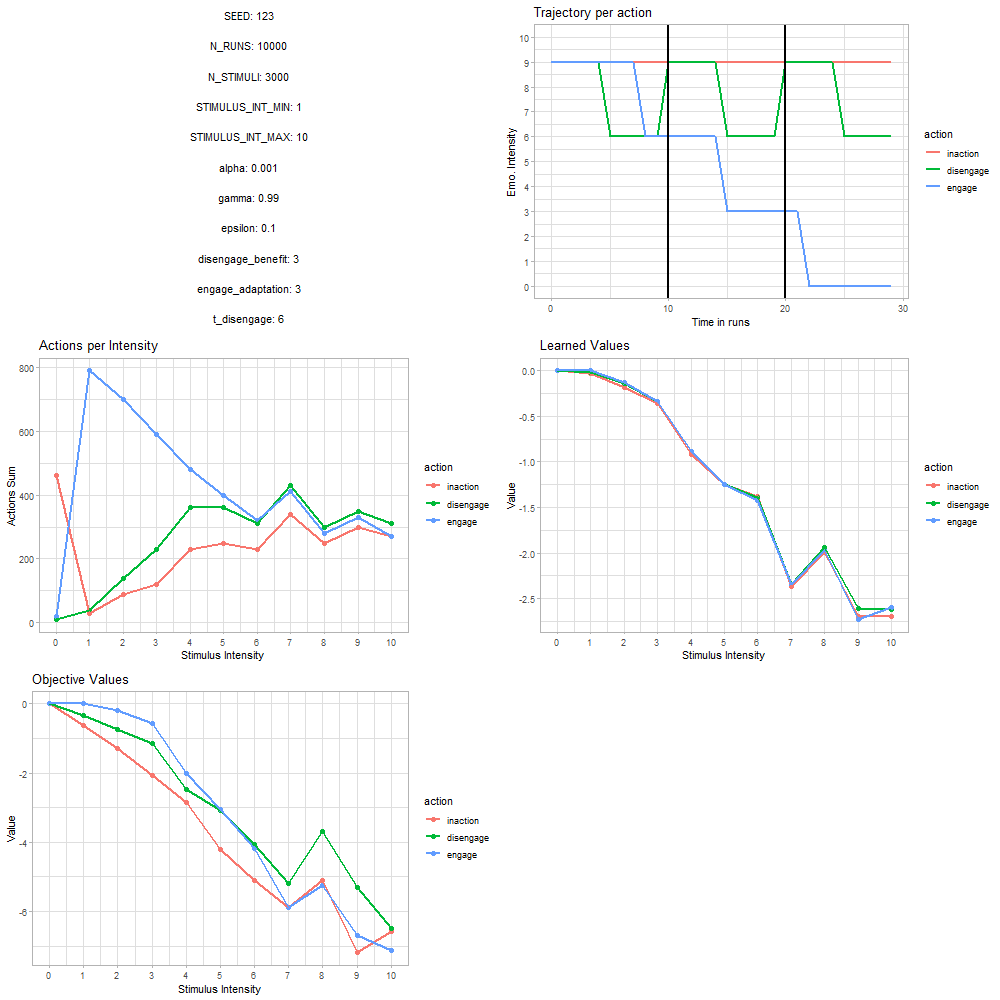 SEED: 123
N_RUNS: 10000
N_STIMULI: 3000
STIMULUS_INT_MIN: 1
STIMULUS_INT_MAX: 10
alpha: 0.001
gamma: 0.99
epsilon: 0.1
disengage_benefit: 3
engage_adaptation: 3
t_disengage: 6
Trajectory per action
10
9
8
7
6
5
4
3
2
1
0
Emo. Intensity
0 10 20 30
Time in runs
action
inaction
disengage
engage
Actions per Intensity
800
600
400
200
0
Actions Sum
0 1 2 3 4 5 6 7 8 9 10
Stimulus Intensity
action
inaction
disengage
engage
Learned Values
0.0
-0.5
-1.0
-1.5
-2.0
-2.5
Value
0 1 2 3 4 5 6 7 8 9 10
Stimulus Intensity
action
inaction
disengage
engage
Objective Values
0
-2
-4
-6
Value
0 1 2 3 4 5 6 7 8 9 10
Stimulus Intensity
action
inaction
disengage
engage